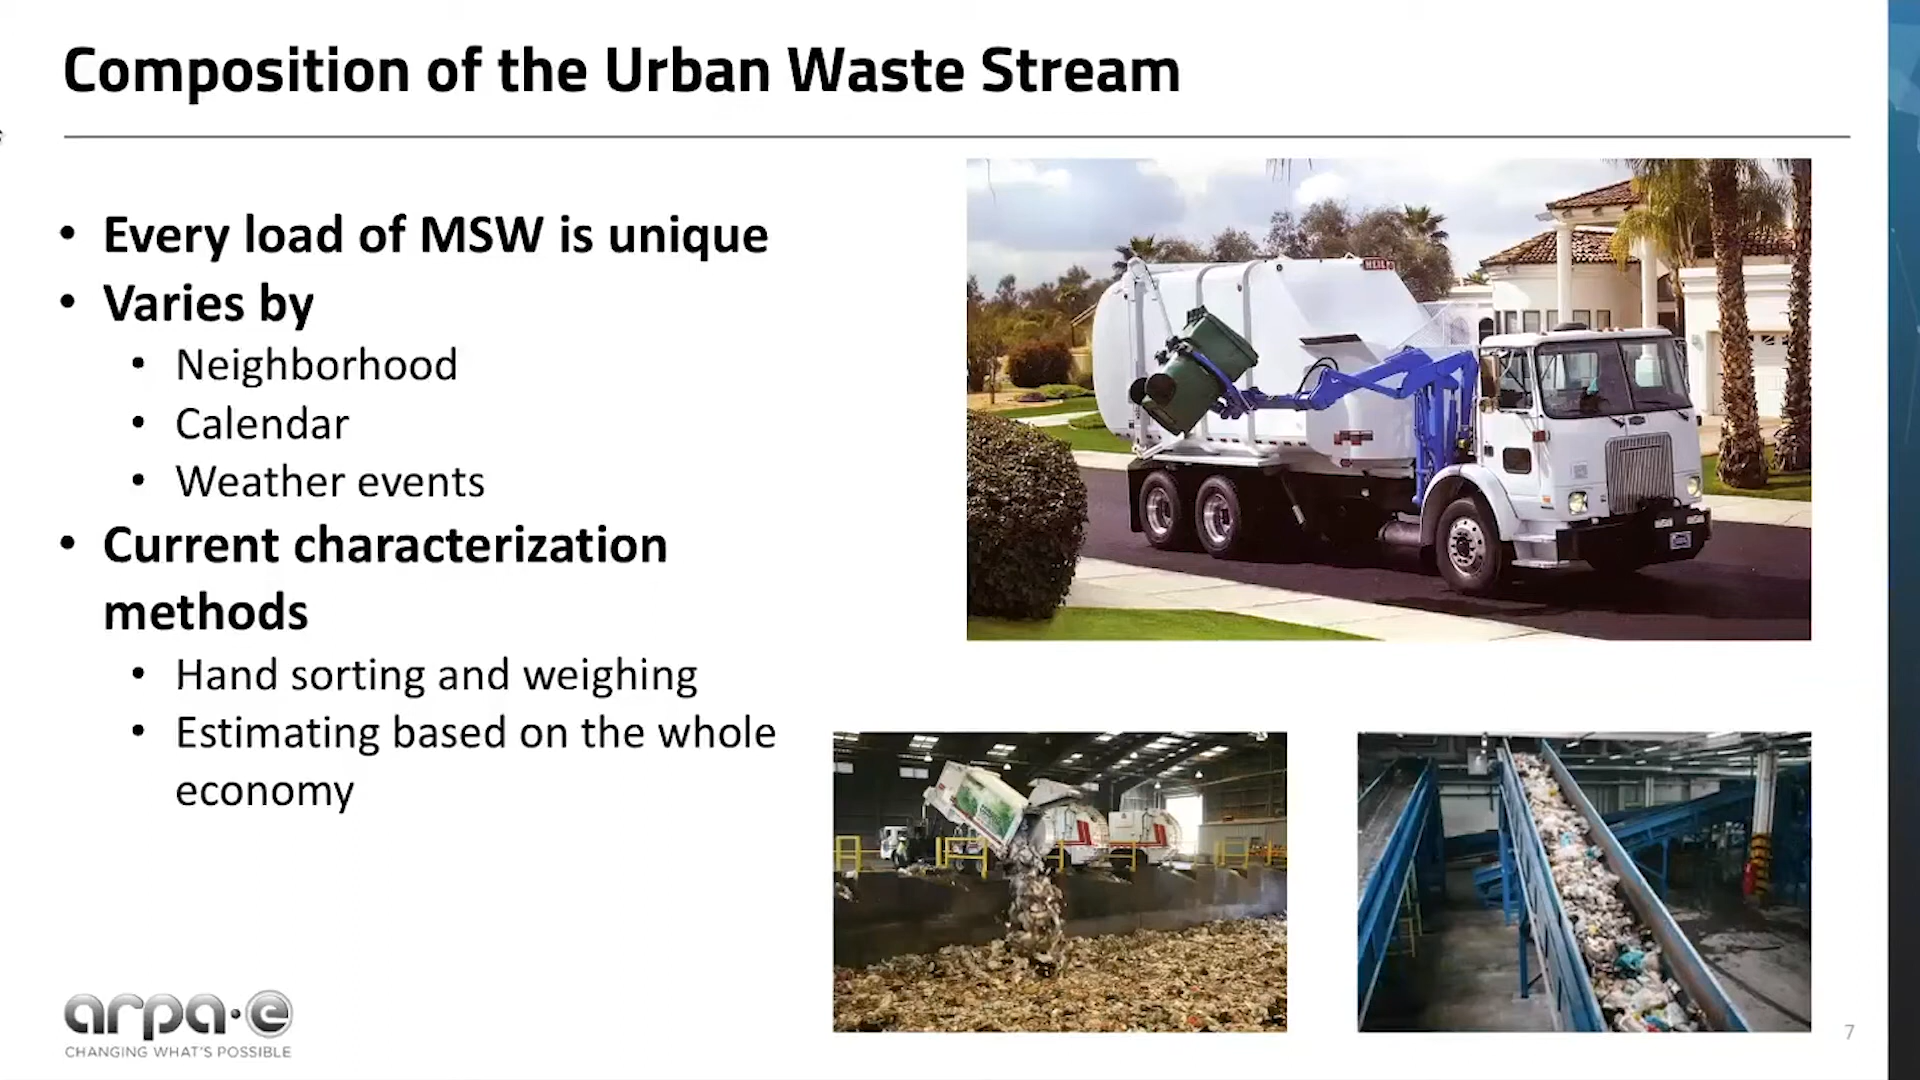 Composition of the Urban Waste Stream
• Every load of MSW is unique
• Varies by
• Neighborhood
• Calendar
• Weather events
• Current characterization
methods
• Hand sorting and weighing
• Estimating based on the whole
economy
HEIL
arpa·e
CHANGING WHAT'S POSSIBLE
7